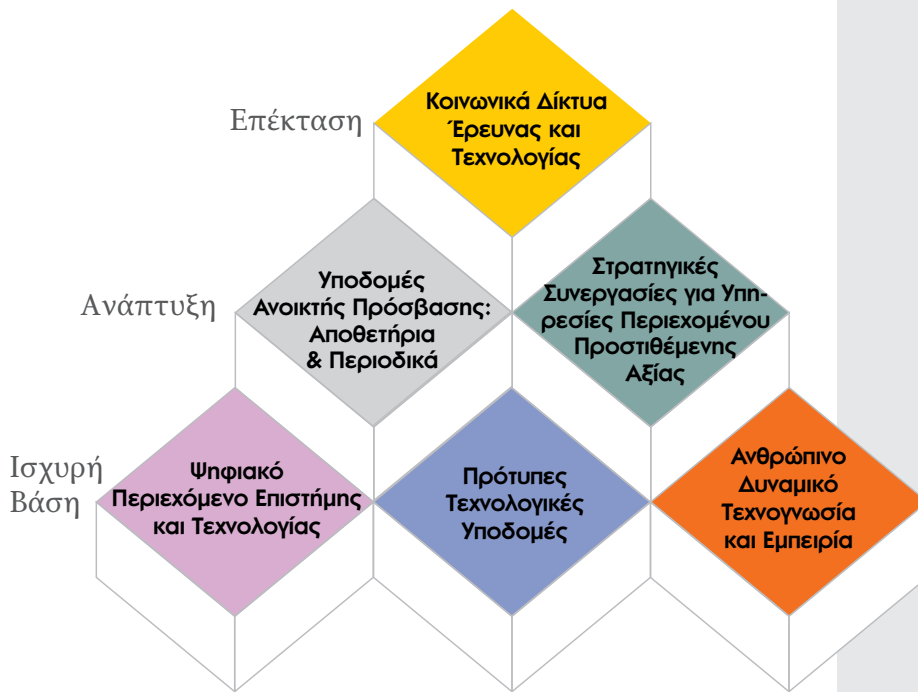 Επέκταση
Κοινωνικά Δίκτυα
Έρευνας και
Τεχνολογίας
Ανάπτυξη
Υποδομές
Ανοικτής Πρόσβασης:
Αποθετήρια
& Περιοδικά
Στρατηγικές
Συνεργασίες για Υπη-
ρεσίες Περιεχομένου
Προστιθέμενης
Αξίας
Ισχυρή
Βάση
Ψηφιακό
Περιεχόμενο Επιστήμης
και Τεχνολογίας
Πρότυπες
Τεχνολογικές
Υποδομές
Ανθρώπινο
Δυναμικό
Τεχνογνωσία
και Εμπειρία